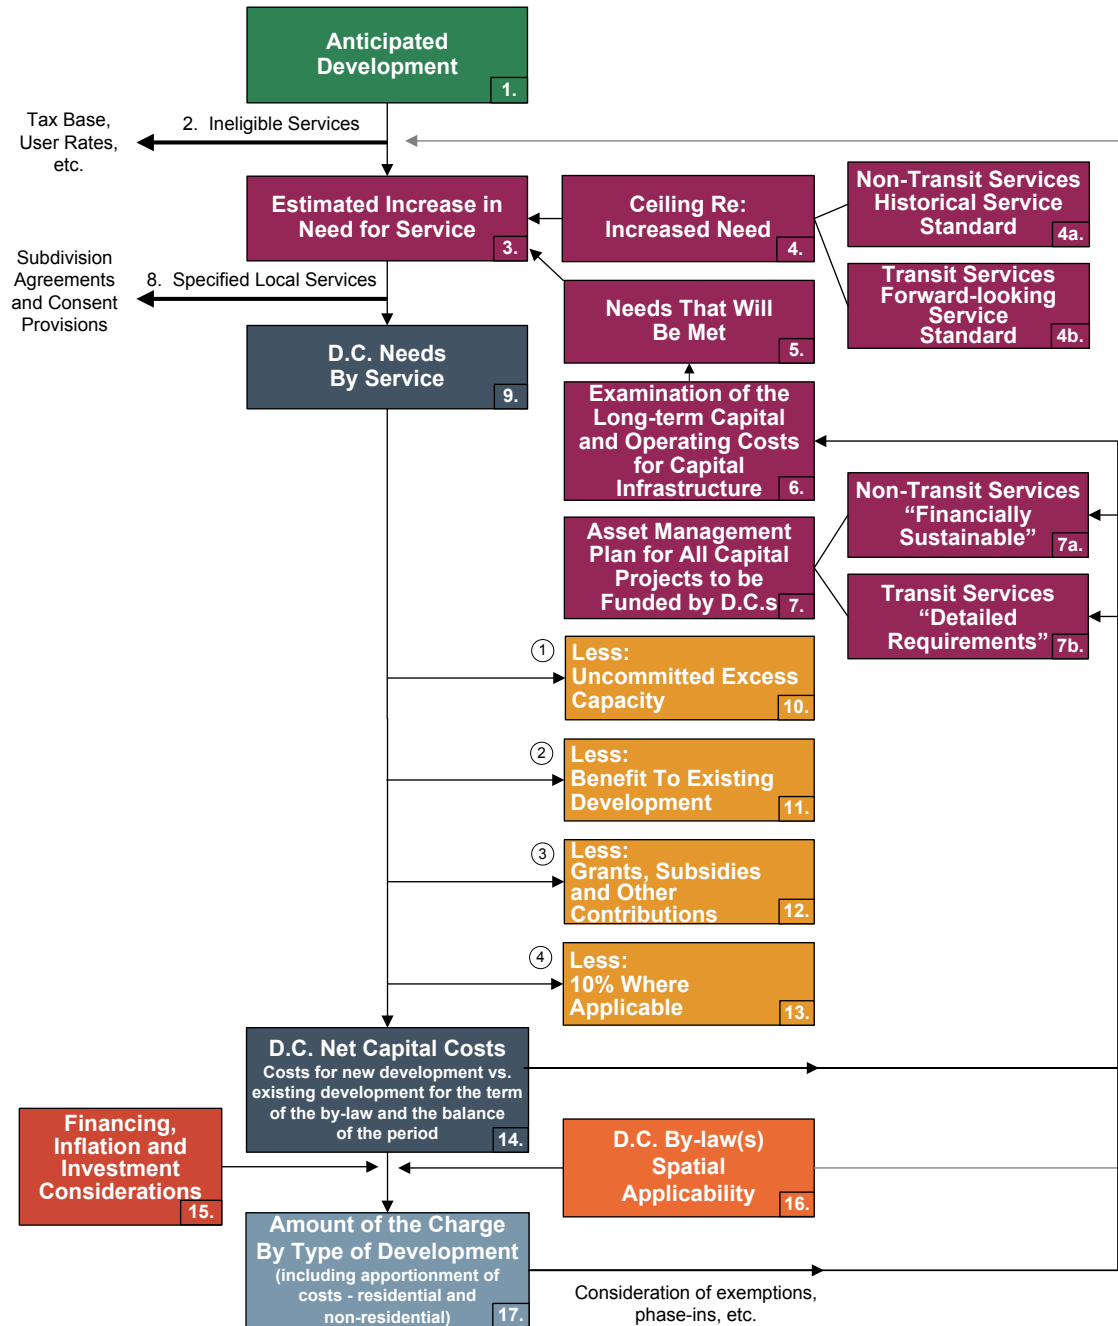 Anticipated
Development
1.
Tax Base,
User Rates,
etc.
2. Ineligible Services
Estimated Increase in
Need for Service
3.
Ceiling Re:
Increased Need
4.
Non-Transit Services
Historical Service
Standard
4a.
Transit Services
Forward-looking
Service
Standard
4b.
Subdivision
Agreements
and Consent
Provisions
8. Specified Local Services
Needs That Will
Be Met
5.
D.C. Needs
By Service
9.
Examination of the
Long-term Capital
and Operating Costs
for Capital
Infrastructure
6.
Asset Management
Plan for All Capital
Projects to be
Funded by D.C.s
7.
Non-Transit Services
“Financially
Sustainable”
7a.
Transit Services
“Detailed
Requirements”
7b.
1
Less:
Uncommitted Excess
Capacity
10.
2
Less:
Benefit To Existing
Development
11.
3
Less:
Grants, Subsidies
and Other
Contributions
12.
4
Less:
10% Where
Applicable
13.
D.C. Net Capital Costs
Costs for new development vs.
existing development for the term
of the by-law and the balance
of the period
14.
Financing,
Inflation and
Investment
Considerations
15.
D.C. By-law(s)
Spatial
Applicability
16.
Amount of the Charge
By Type of Development
(including apportionment of
costs - residential and
non-residential)
17.
Consideration of exemptions,
phase-ins, etc.